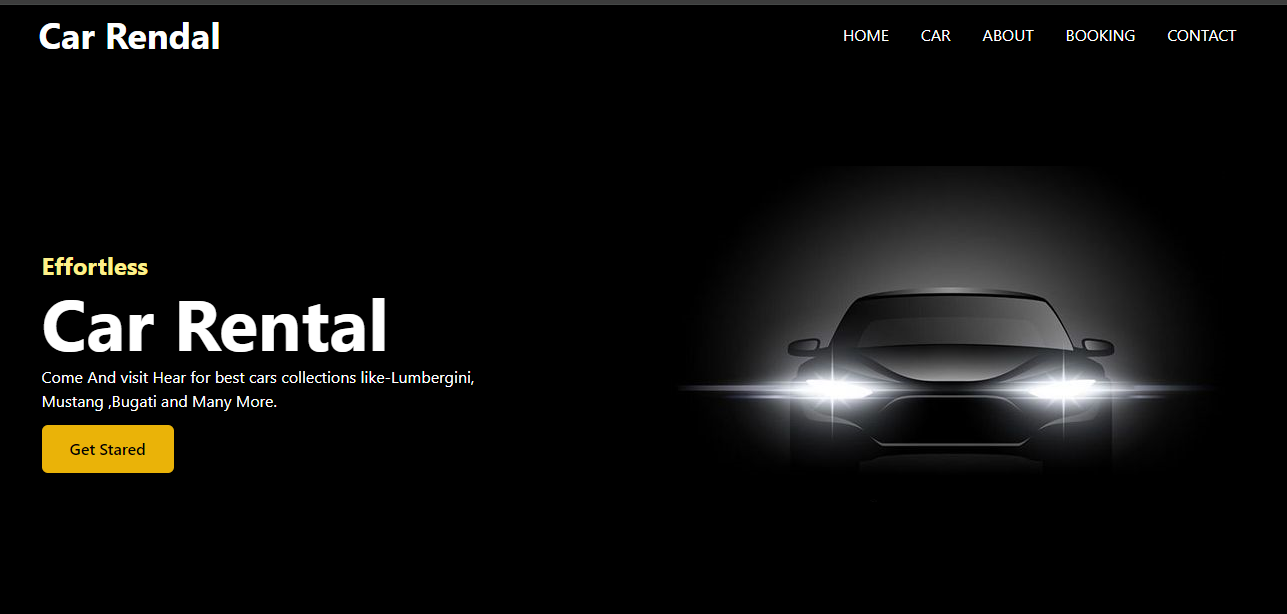 Car Rendal
HOME CAR ABOUT BOOKING CONTACT
Effortless
Car Rental
Come And visit Hear for best cars collections like-Lumbergini,
Mustang ,Bugati and Many More.
Get Stared